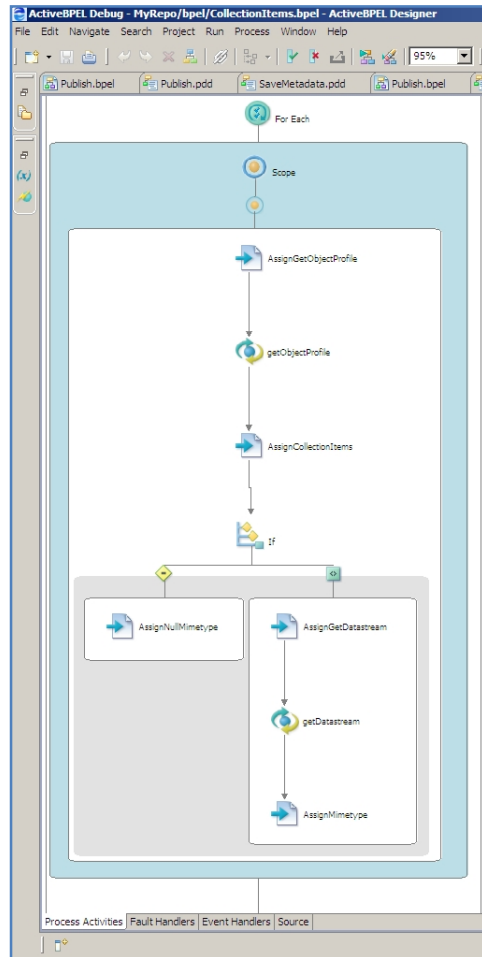 ActiveBPEL Debug - MyRepo/bpel/CollectionItems.bpel - ActiveBPEL Designer
File Edit Navigate Search Project Run Process Window Help
95%
Publish.bpel Publish.pdd SaveMetadata.pdd Publish.bpel
For Each
Scope
AssignGetObjectProfile
getObjectProfile
AssignCollectionItems
If
AssignNullMimetype AssignGetDatastream
getDatastream
AssignMimetype
Process Activities Fault Handlers Event Handlers Source